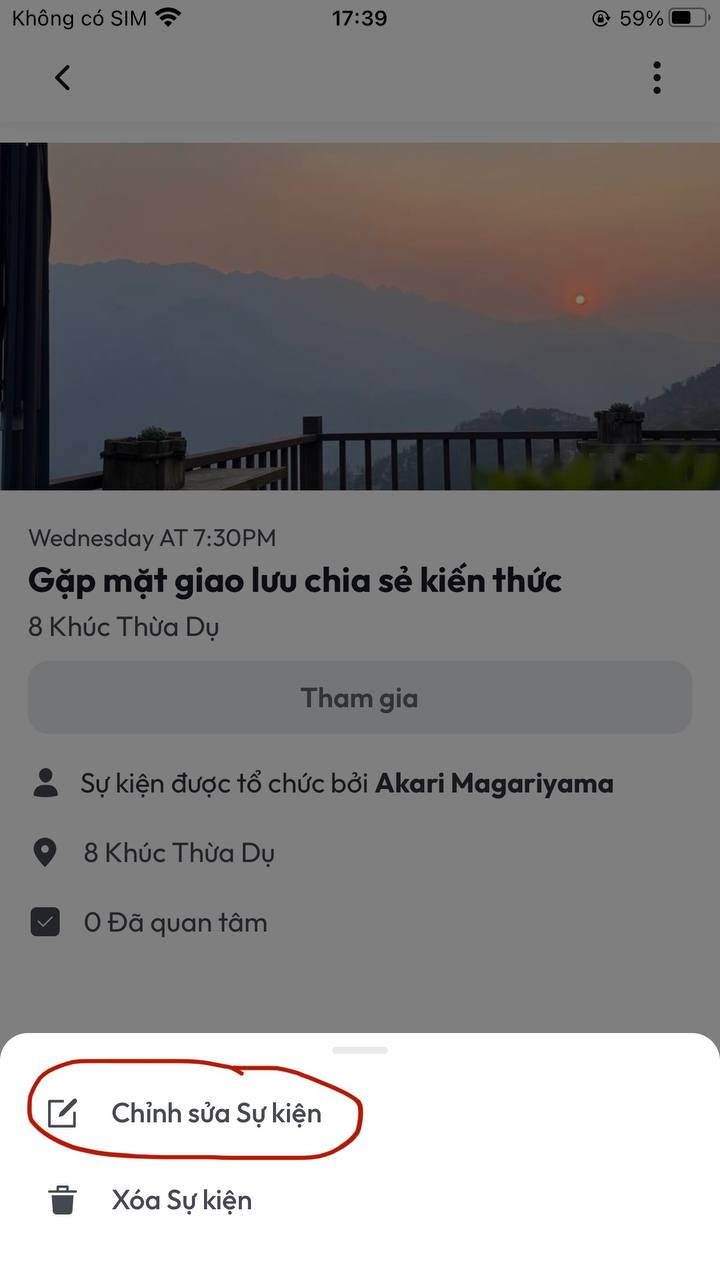 Không có SIM 17:39 59%
Wednesday AT 7:30PM
Gặp mặt giao lưu chia sẻ kiến thức
8 Khúc Thừa Dụ
Tham gia
Sự kiện được tổ chức bởi Akari Magariyama
8 Khúc Thừa Dụ
0 Đã quan tâm
Chỉnh sửa Sự kiện
Xóa Sự kiện